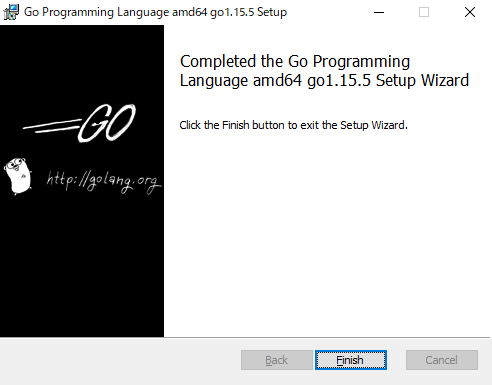 Go Programming Language amd64 go1.15.5 Setup
Completed the Go Programming
Language amd64 go1.15.5 Setup Wizard
Click the Finish button to exit the Setup Wizard.
GO
http://golang.org
Back
Finish
Cancel